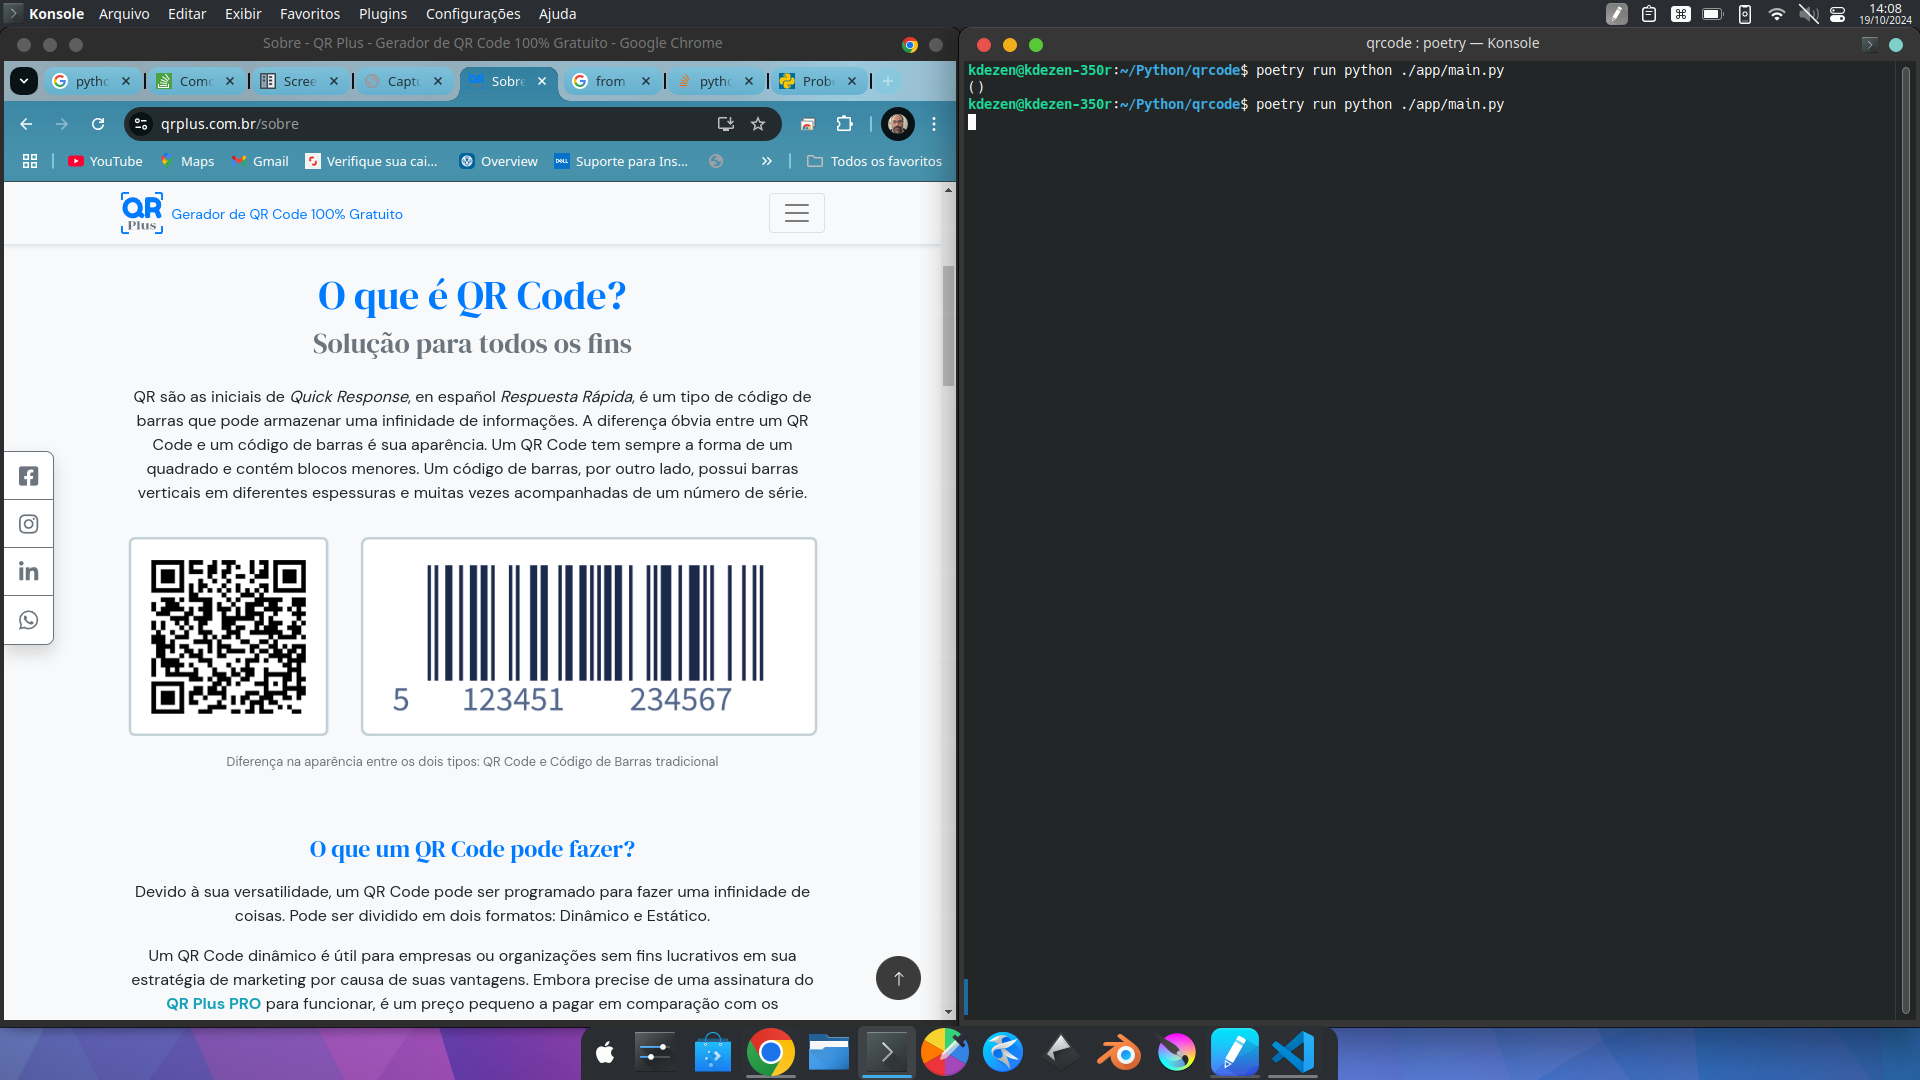 Konsole Arquivo Editar Exibir Favoritos Plugins Configurações Ajuda
14:08
19/10/2024
Sobre - QR Plus - Gerador de QR Code 100% Gratuito - Google Chrome
pytho Como Scree Captu Sobre from pytho Prob
qrplus.com.br/sobre
YouTube Maps Gmail Verifique sua cai... Overview DELL Suporte para Ins... » Todos os favoritos
QR Plus Gerador de QR Code 100% Gratuito
O que é QR Code?
Solução para todos os fins
QR são as iniciais de Quick Response, en español Respuesta Rápida, é um tipo de código de
barras que pode armazenar uma infinidade de informações. A diferença óbvia entre um QR
Code e um código de barras é sua aparência. Um QR Code tem sempre a forma de um
quadrado e contém blocos menores. Um código de barras, por outro lado, possui barras
verticais em diferentes espessuras e muitas vezes acompanhadas de um número de série.
5 123451 234567
Diferença na aparência entre os dois tipos: QR Code e Código de Barras tradicional
O que um QR Code pode fazer?
Devido à sua versatilidade, um QR Code pode ser programado para fazer uma infinidade de
coisas. Pode ser dividido em dois formatos: Dinâmico e Estático.
Um QR Code dinâmico é útil para empresas ou organizações sem fins lucrativos em sua
estratégia de marketing por causa de suas vantagens. Embora precise de uma assinatura do
QR Plus PRO para funcionar, é um preço pequeno a pagar em comparação com os
qrcode : poetry — Konsole
kdezen@kdezen-350r:~/Python/qrcode$ poetry run python ./app/main.py
()
kdezen@kdezen-350r:~/Python/qrcode$ poetry run python ./app/main.py